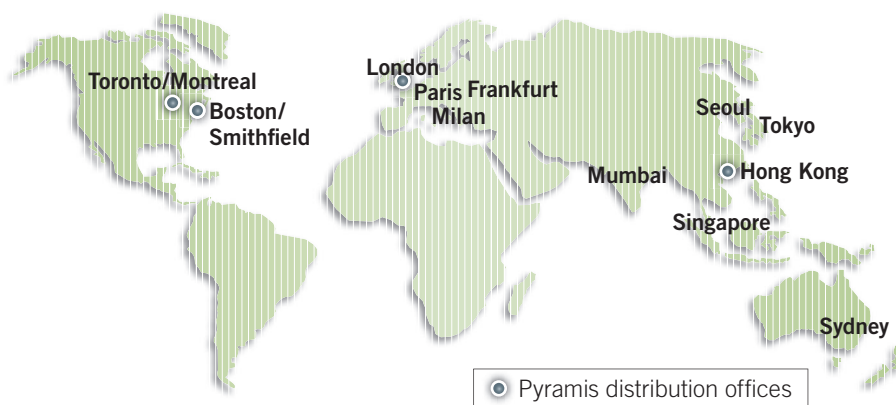 Toronto/Montreal
Boston/
Smithfield
London
Paris
Frankfurt
Milan
Seoul
Tokyo
Mumbai
Hong Kong
Singapore
Sydney
Pyramis distribution offices